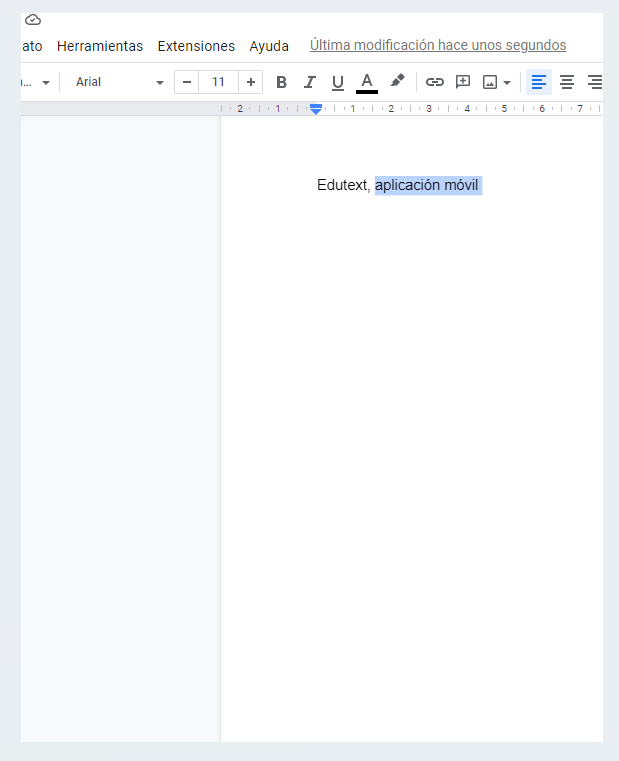 ato Herramientas Extensiones Ayuda Última modificación hace unos segundos
... Arial − 11 + B I U A
2 1 1 2 3 4 5 6 7
Edutext, aplicación móvil